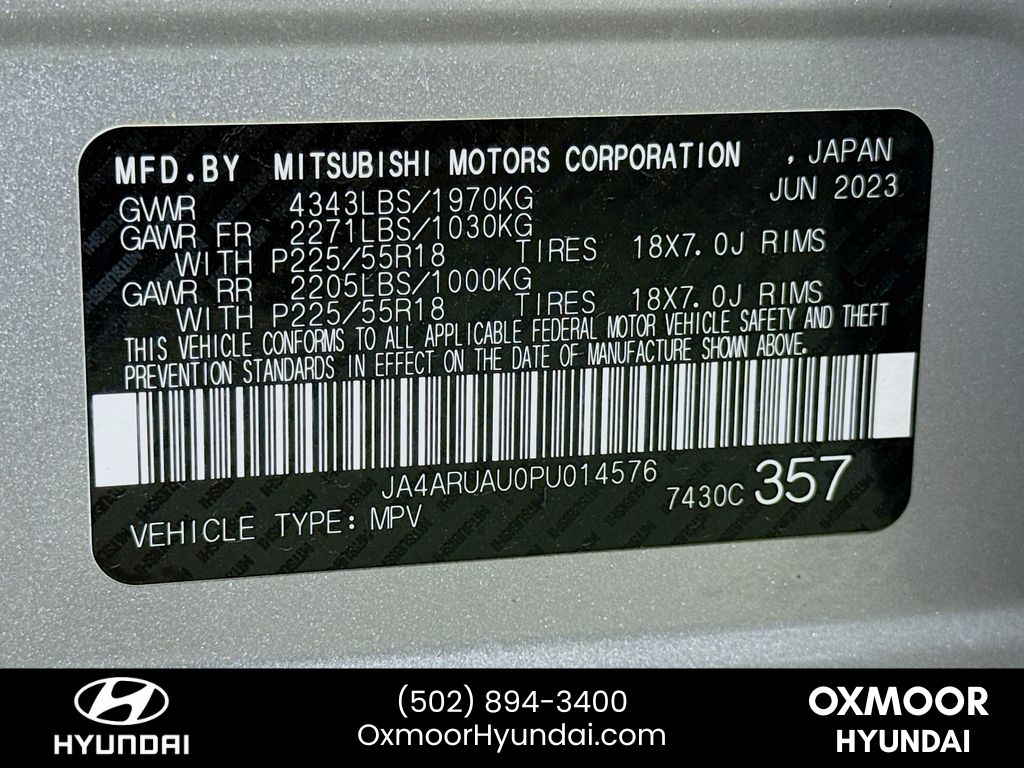 MFD.BY MITSUBISHI MOTORS CORPORATION , JAPAN
JUN 2023
GVWR 4343LBS/1970KG
GAWR FR 2271LBS/1030KG
WITH P225/55R18 TIRES 18X7.0J RIMS
GAWR RR 2205LBS/1000KG
WITH P225/55R18 TIRES 18X7.0J RIMS
THIS VEHICLE CONFORMS TO ALL APPLICABLE FEDERAL MOTOR VEHICLE SAFETY AND THEFT
PREVENTION STANDARDS IN EFFECT ON THE DATE OF MANUFACTURE SHOWN ABOVE.
JA4ARUAU0PU014576
7430C 357
VEHICLE TYPE: MPV
HYUNDAI
(502) 894-3400
OxmoorHyundai.com
OXMOOR
HYUNDAI